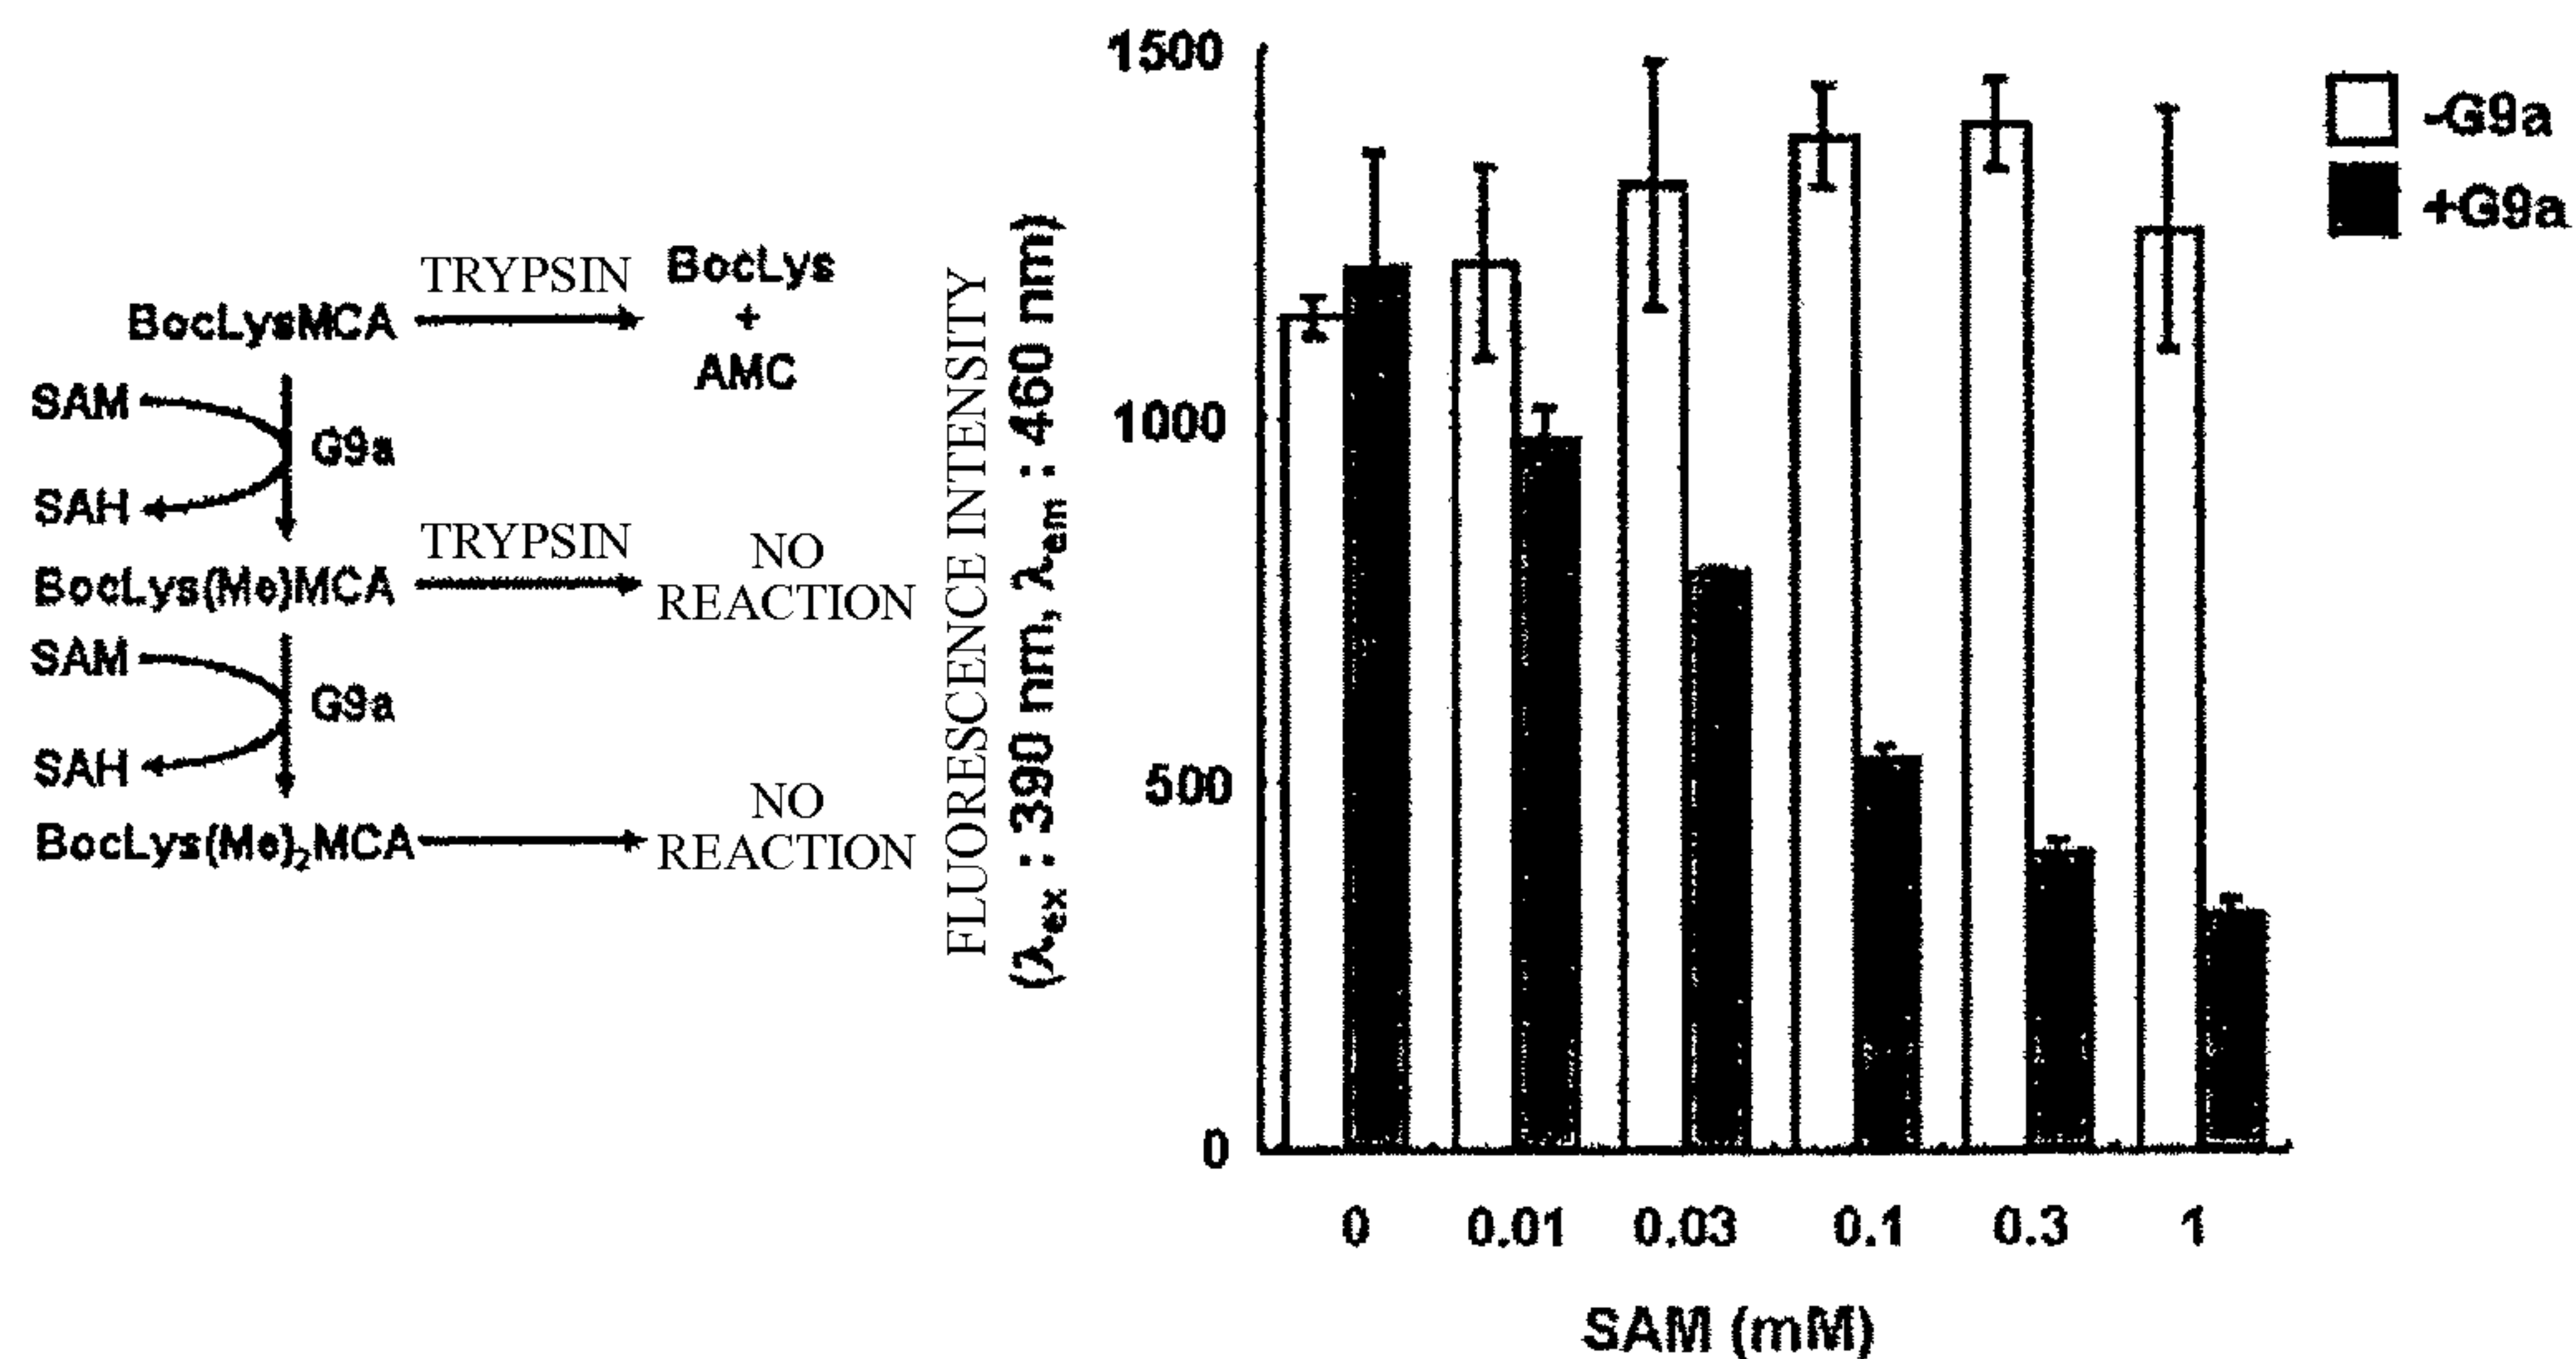 TRYPSIN
BocLys
+
AMC
BocLysMCA
SAM
G9a
SAH
TRYPSIN
NO
REACTION
BocLys(Me)MCA
SAM
G9a
SAH
NO
REACTION
BocLys(Me)₂MCA
FLUORESCENCE INTENSITY
(λex : 390 nm, λem : 460 nm)
1500
1000
500
0
0 0.01 0.03 0.1 0.3 1
SAM (mM)
-G9a
+G9a